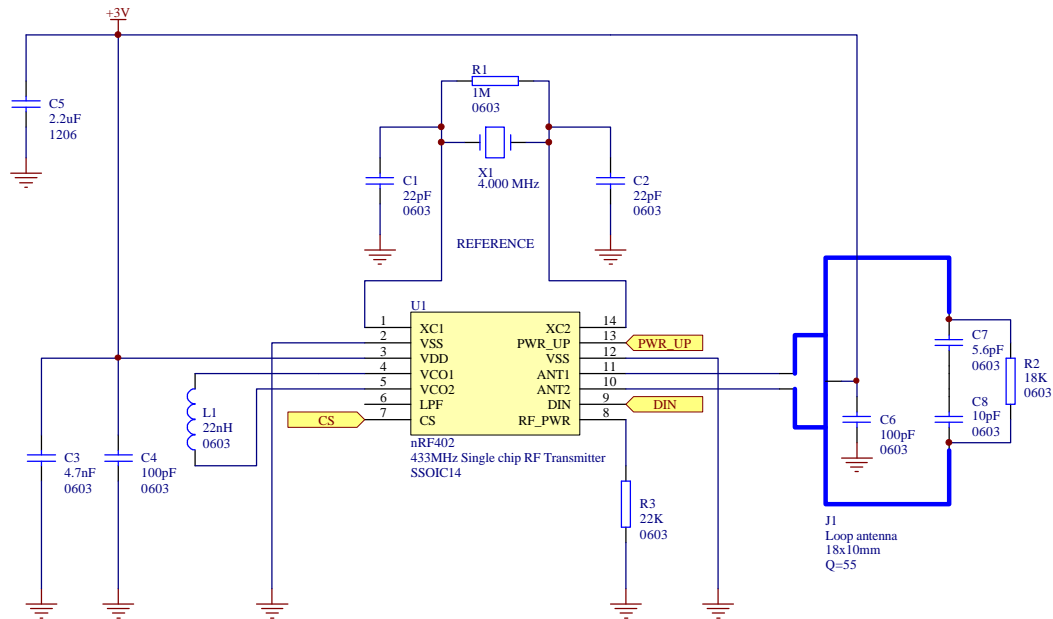 +3V
C5
2.2uF
1206
R1
1M
0603
X1
4.000 MHz
C1
22pF
0603
C2
22pF
0603
REFERENCE
U1
1 XC1
2 VSS
3 VDD
4 VCO1
5 VCO2
6 LPF
7 CS
XC2 14
PWR_UP 13
VSS 12
ANT1 11
ANT2 10
DIN 9
RF_PWR 8
PWR_UP
DIN
CS
nRF402
433MHz Single chip RF Transmitter
SSOIC14
L1
22nH
0603
C3
4.7nF
0603
C4
100pF
0603
R3
22K
0603
C6
100pF
0603
C7
5.6pF
0603
C8
10pF
0603
R2
18K
0603
J1
Loop antenna
18x10mm
Q=55